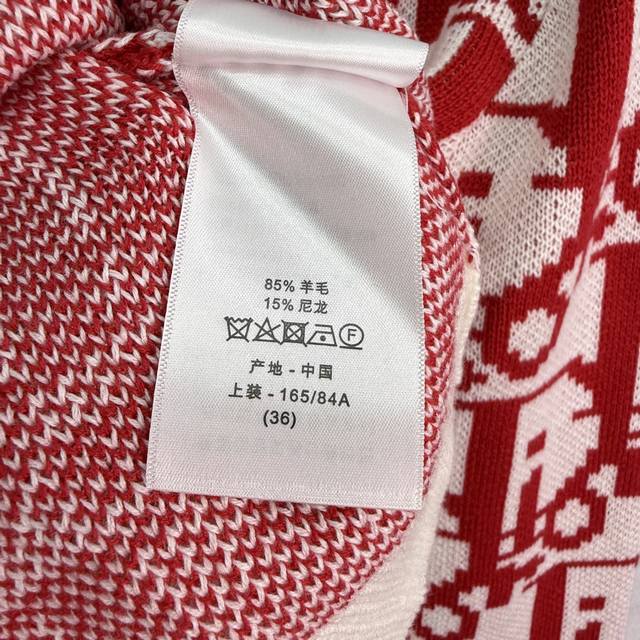 85% 羊毛
15% 尼龙
产地 - 中国
上装 - 165/84A
(36)